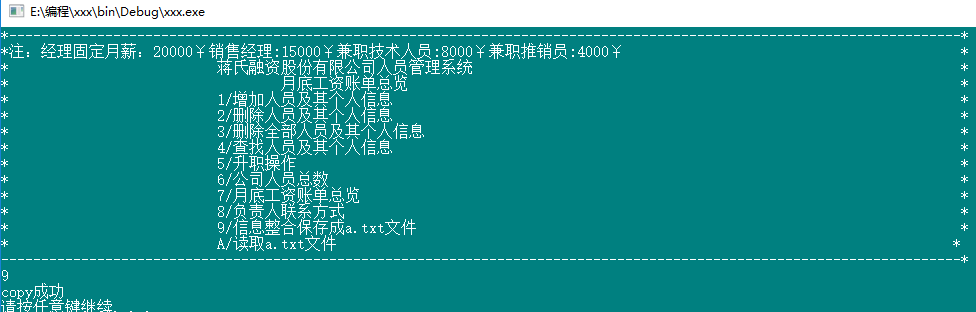 E:\编程\xxx\bin\Debug\xxx.exe
*-----------------------------------------------------------------------------------------------------------------------*
*注：经理固定月薪：20000￥销售经理:15000￥兼职技术人员:8000￥兼职推销员:4000￥ *
* 蒋氏融资股份有限公司人员管理系统 *
* 月底工资账单总览 *
* 1/增加人员及其个人信息 *
* 2/删除人员及其个人信息 *
* 3/删除全部人员及其个人信息 *
* 4/查找人员及其个人信息 *
* 5/升职操作 *
* 6/公司人员总数 *
* 7/月底工资账单总览 *
* 8/负责人联系方式 *
* 9/信息整合保存成a.txt文件 *
* A/读取a.txt文件 *
------------------------------------------------------------------------------------------------------------------------*
9
copy成功
请按任意键继续. . .